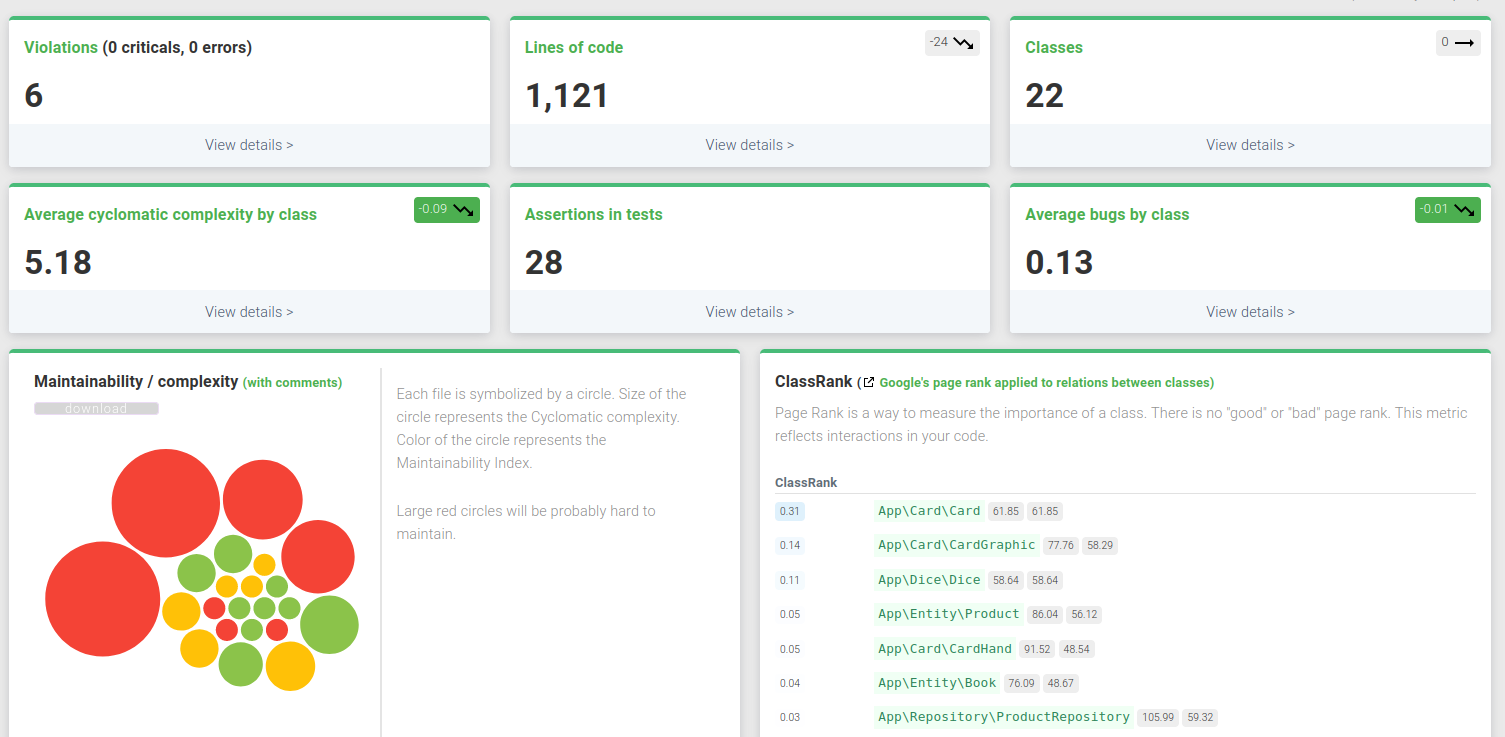 Violations (0 criticals, 0 errors)
6
View details >
Lines of code
-24
1,121
View details >
Classes
0
22
View details >
Average cyclomatic complexity by class
-0.09
5.18
View details >
Assertions in tests
28
View details >
Average bugs by class
-0.01
0.13
View details >
Maintainability / complexity (with comments)
download
Each file is symbolized by a circle. Size of the
circle represents the Cyclomatic complexity.
Color of the circle represents the
Maintainability Index.
Large red circles will be probably hard to
maintain.
ClassRank (Google's page rank applied to relations between classes)
Page Rank is a way to measure the importance of a class. There is no "good" or "bad" page rank. This metric
reflects interactions in your code.
ClassRank
0.31 App\Card\Card 61.85 61.85
0.14 App\Card\CardGraphic 77.76 58.29
0.11 App\Dice\Dice 58.64 58.64
0.05 App\Entity\Product 86.04 56.12
0.05 App\Card\CardHand 91.52 48.54
0.04 App\Entity\Book 76.09 48.67
0.03 App\Repository\ProductRepository 105.99 59.32